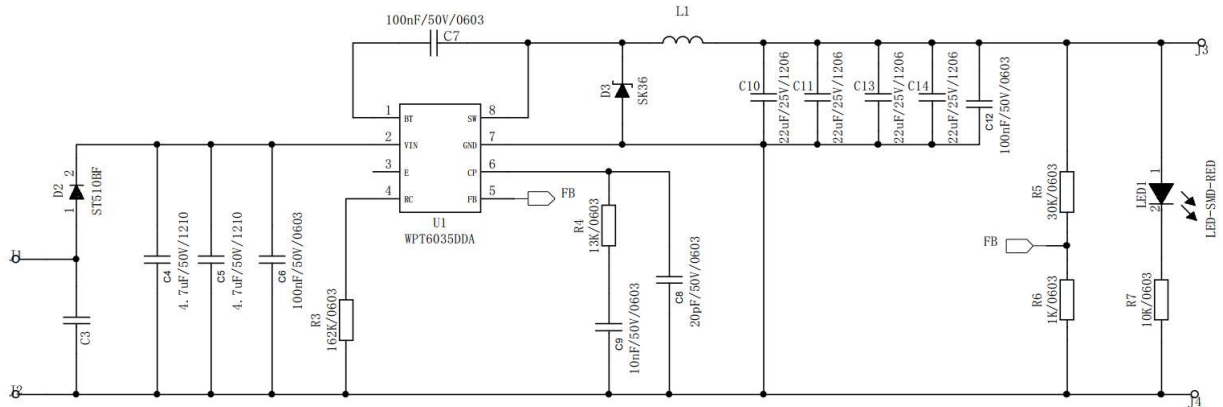 100nF/50V/0603
C7
L1
J3
D3
SK36
C10
22uF/25V/1206
C11
22uF/25V/1206
C13
22uF/25V/1206
C14
22uF/25V/1206
C12
100nF/50V/0603
1
BT
SW
8
2
VIN
GND
7
3
E
CP
6
4
RC
FB
5
FB
U1
WPT6035DDA
D2
2
1
ST510BF
J1
C3
C4
4.7uF/50V/1210
C5
4.7uF/50V/1210
C6
100nF/50V/0603
R3
162K/0603
R4
13K/0603
C9
10nF/50V/0603
C8
20pF/50V/0603
R5
30K/0603
FB
R6
1K/0603
LED1
1
2
LED-SMD-RED
R7
10K/0603
J2
J4